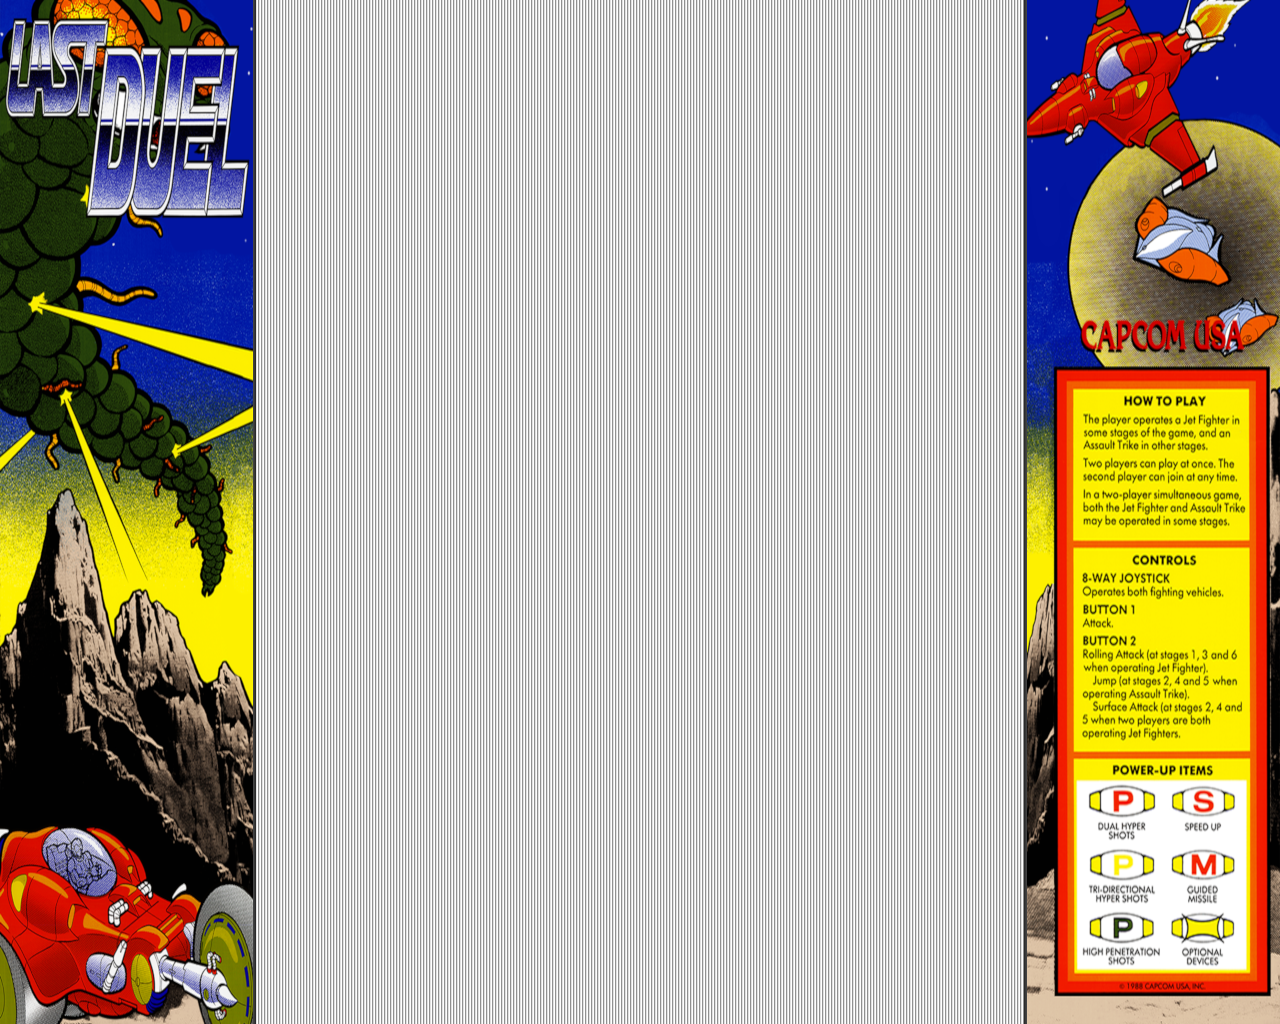 LAST
DUEL
CAPCOM USA
HOW TO PLAY
The player operates a Jet Fighter in
some stages of the game, and an
Assault Trike in other stages.
Two players can play at once. The
second player can join at any time.
In a two-player simultaneous game,
both the Jet Fighter and Assault Trike
may be operated in some stages.
CONTROLS
8-WAY JOYSTICK
Operates both fighting vehicles.
BUTTON 1
Attack.
BUTTON 2
Rolling Attack (at stages 1, 3 and 6
when operating Jet Fighter).
Jump (at stages 2, 4 and 5 when
operating Assault Trike).
Surface Attack (at stages 2, 4 and
5 when two players are both
operating Jet Fighters.
POWER-UP ITEMS
P S
DUAL HYPER SHOTS
SPEED UP
P M
TRI-DIRECTIONAL HYPER SHOTS
GUIDED MISSILE
P
HIGH PENETRATION SHOTS
OPTIONAL DEVICES
© 1988 CAPCOM USA, INC.